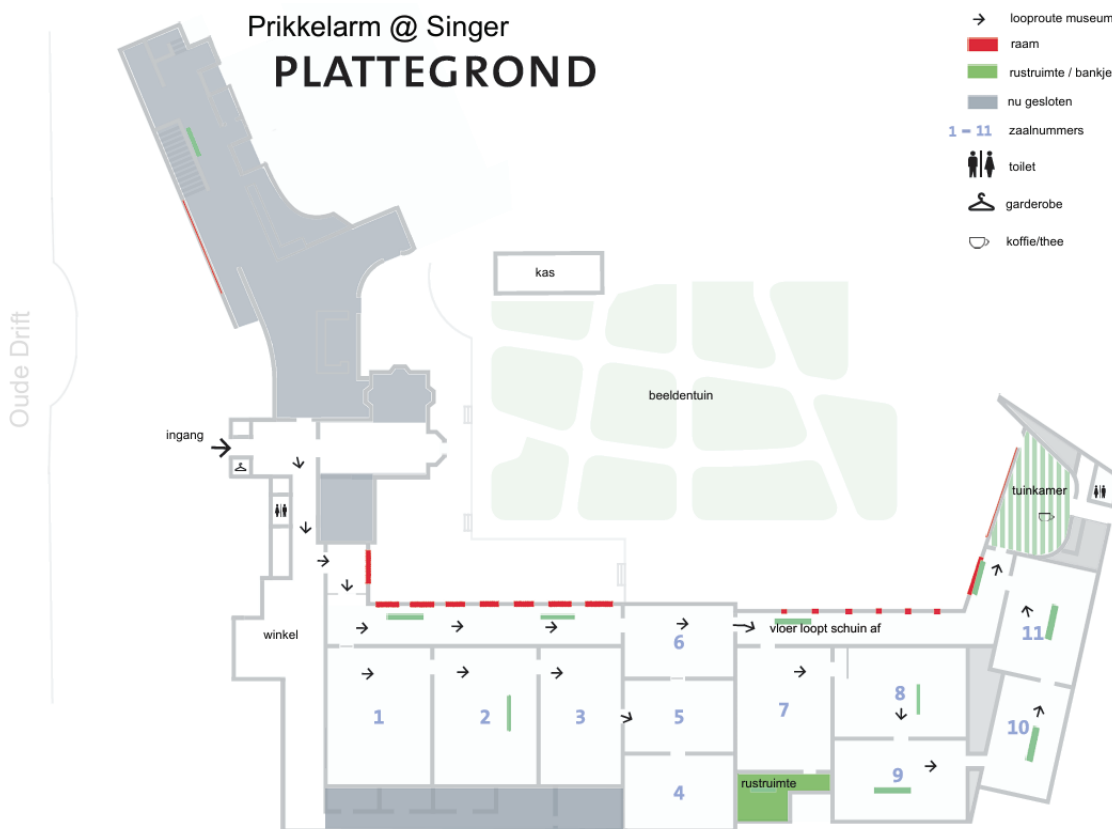 Prikkelarm @ Singer
PLATTEGROND
looproute museum
raam
rustruimte / bankje
nu gesloten
1 – 11 zaalnummers
toilet
garderobe
koffie/thee
Oude Drift
kas
beeldentuin
ingang
tuinkamer
winkel
vloer loopt schuin af
6
11
8
1
2
3
5
7
10
9
4
rustruimte